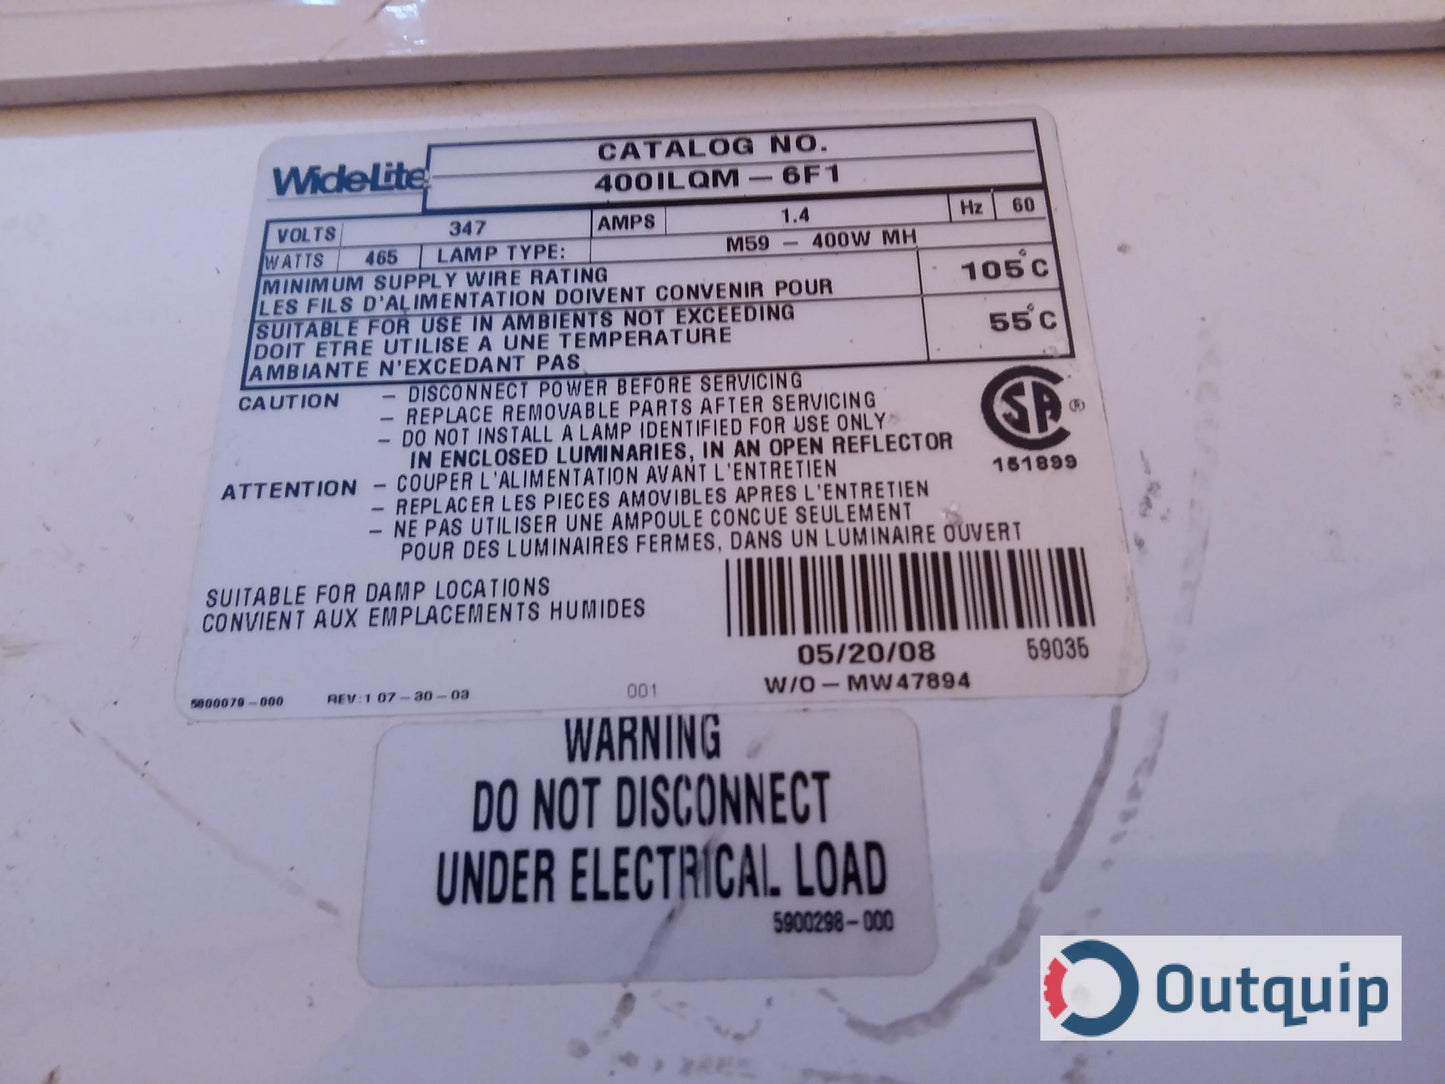 Wide-Lite
CATALOG NO.
400ILQM - 6F1
VOLTS 347 AMPS 1.4 Hz 60
WATTS 465 LAMP TYPE: M59 - 400W MH
MINIMUM SUPPLY WIRE RATING
LES FILS D'ALIMENTATION DOIVENT CONVENIR POUR
105°C
SUITABLE FOR USE IN AMBIENTS NOT EXCEEDING
DOIT ETRE UTILISE A UNE TEMPERATURE
AMBIANTE N'EXCEDANT PAS
55°C
CAUTION - DISCONNECT POWER BEFORE SERVICING
- REPLACE REMOVABLE PARTS AFTER SERVICING
- DO NOT INSTALL A LAMP IDENTIFIED FOR USE ONLY
IN ENCLOSED LUMINARIES, IN AN OPEN REFLECTOR
ATTENTION - COUPER L'ALIMENTATION AVANT L'ENTRETIEN
- REPLACER LES PIECES AMOVIBLES APRES L'ENTRETIEN
- NE PAS UTILISER UNE AMPOULE CONCUE SEULEMENT
POUR DES LUMINAIRES FERMES, DANS UN LUMINAIRE OUVERT
SA ®
151899
SUITABLE FOR DAMP LOCATIONS
CONVIENT AUX EMPLACEMENTS HUMIDES
05/20/08 59035
W/O - MW47894
5900079-000 REV:1 07-30-03 001
WARNING
DO NOT DISCONNECT
UNDER ELECTRICAL LOAD
5900298-000
Outquip